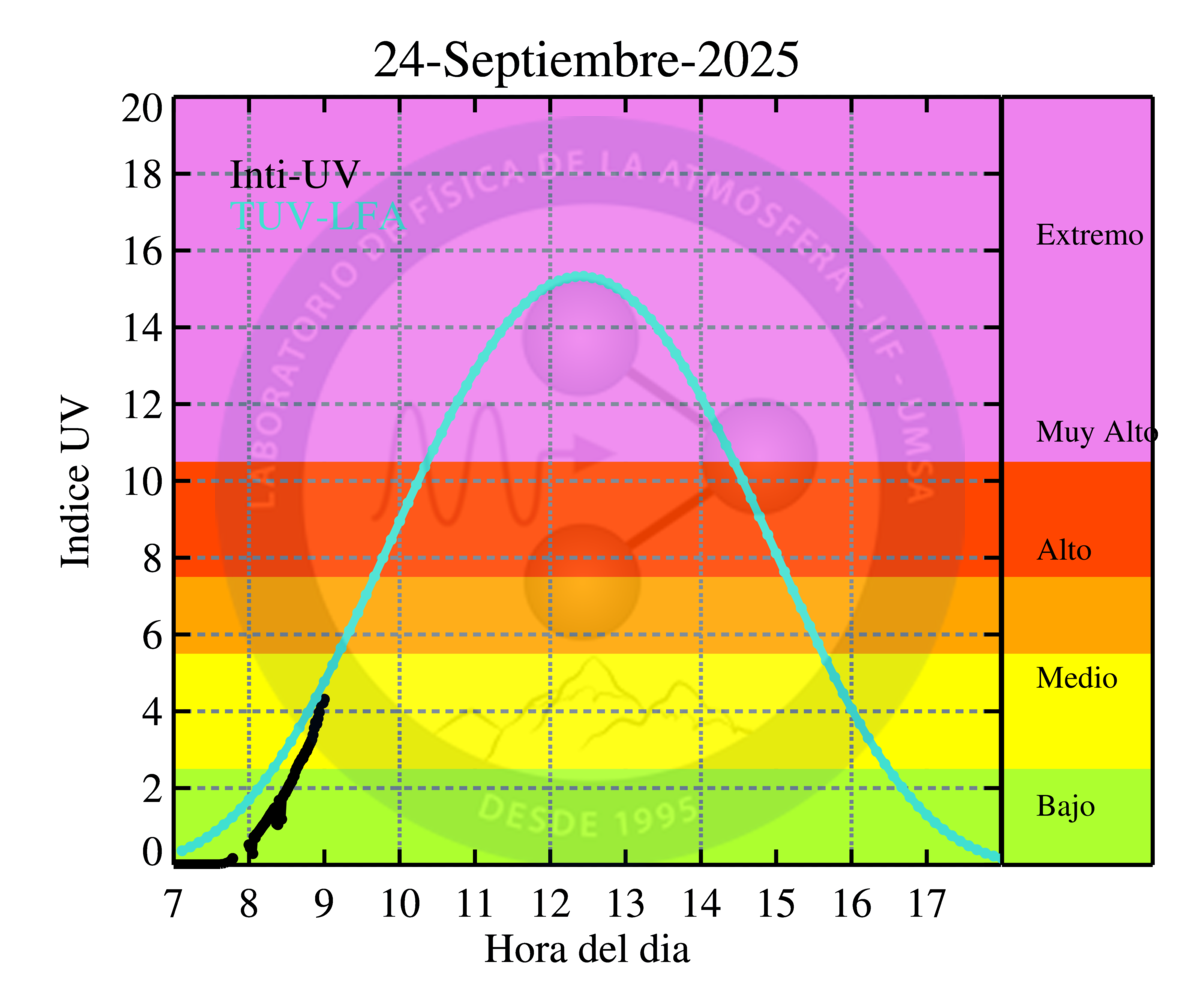 24-Septiembre-2025
Indice UV
20
18
16
14
12
10
8
6
4
2
0
Inti-UV
TUV-LFA
LABORATORIO DE FÍSICA DE LA ATMÓSFERA - IIF - UMSA
DESDE 1995
Extremo
Muy Alto
Alto
Medio
Bajo
7 8 9 10 11 12 13 14 15 16 17
Hora del dia